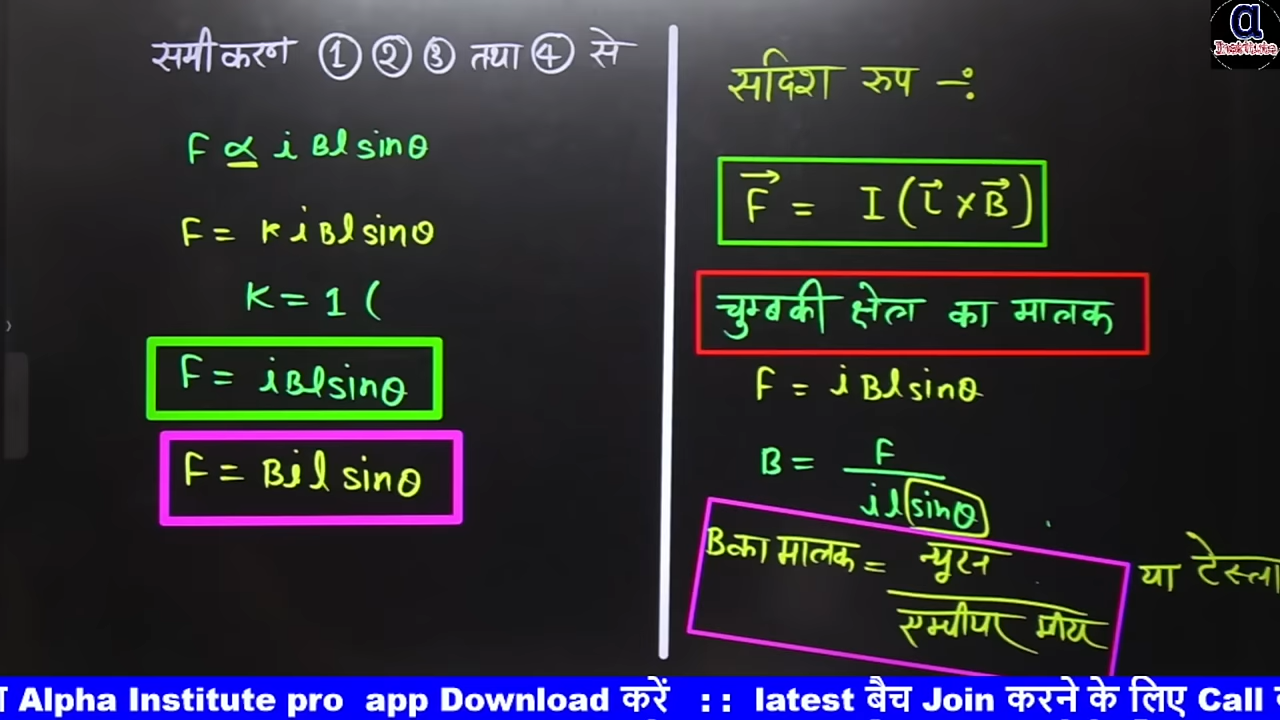 समीकरण ① ② ③ तथा ④ से
F ∝ i Bl sinθ
F = K i Bl sinθ
K = 1 (
F = iBl sinθ
F = Bil sinθ
सदिश रुप -:
F⃗ = I (l⃗ × B⃗)
चुम्बकी क्षेत्र का मात्रक
F = i Bl sinθ
B = F / il sinθ
B का मात्रक = न्यूटन / एम्पीयर मीटर या टेस्ला
α
Institute
Alpha Institute pro app Download करें :: latest बैच Join करने के लिए Call